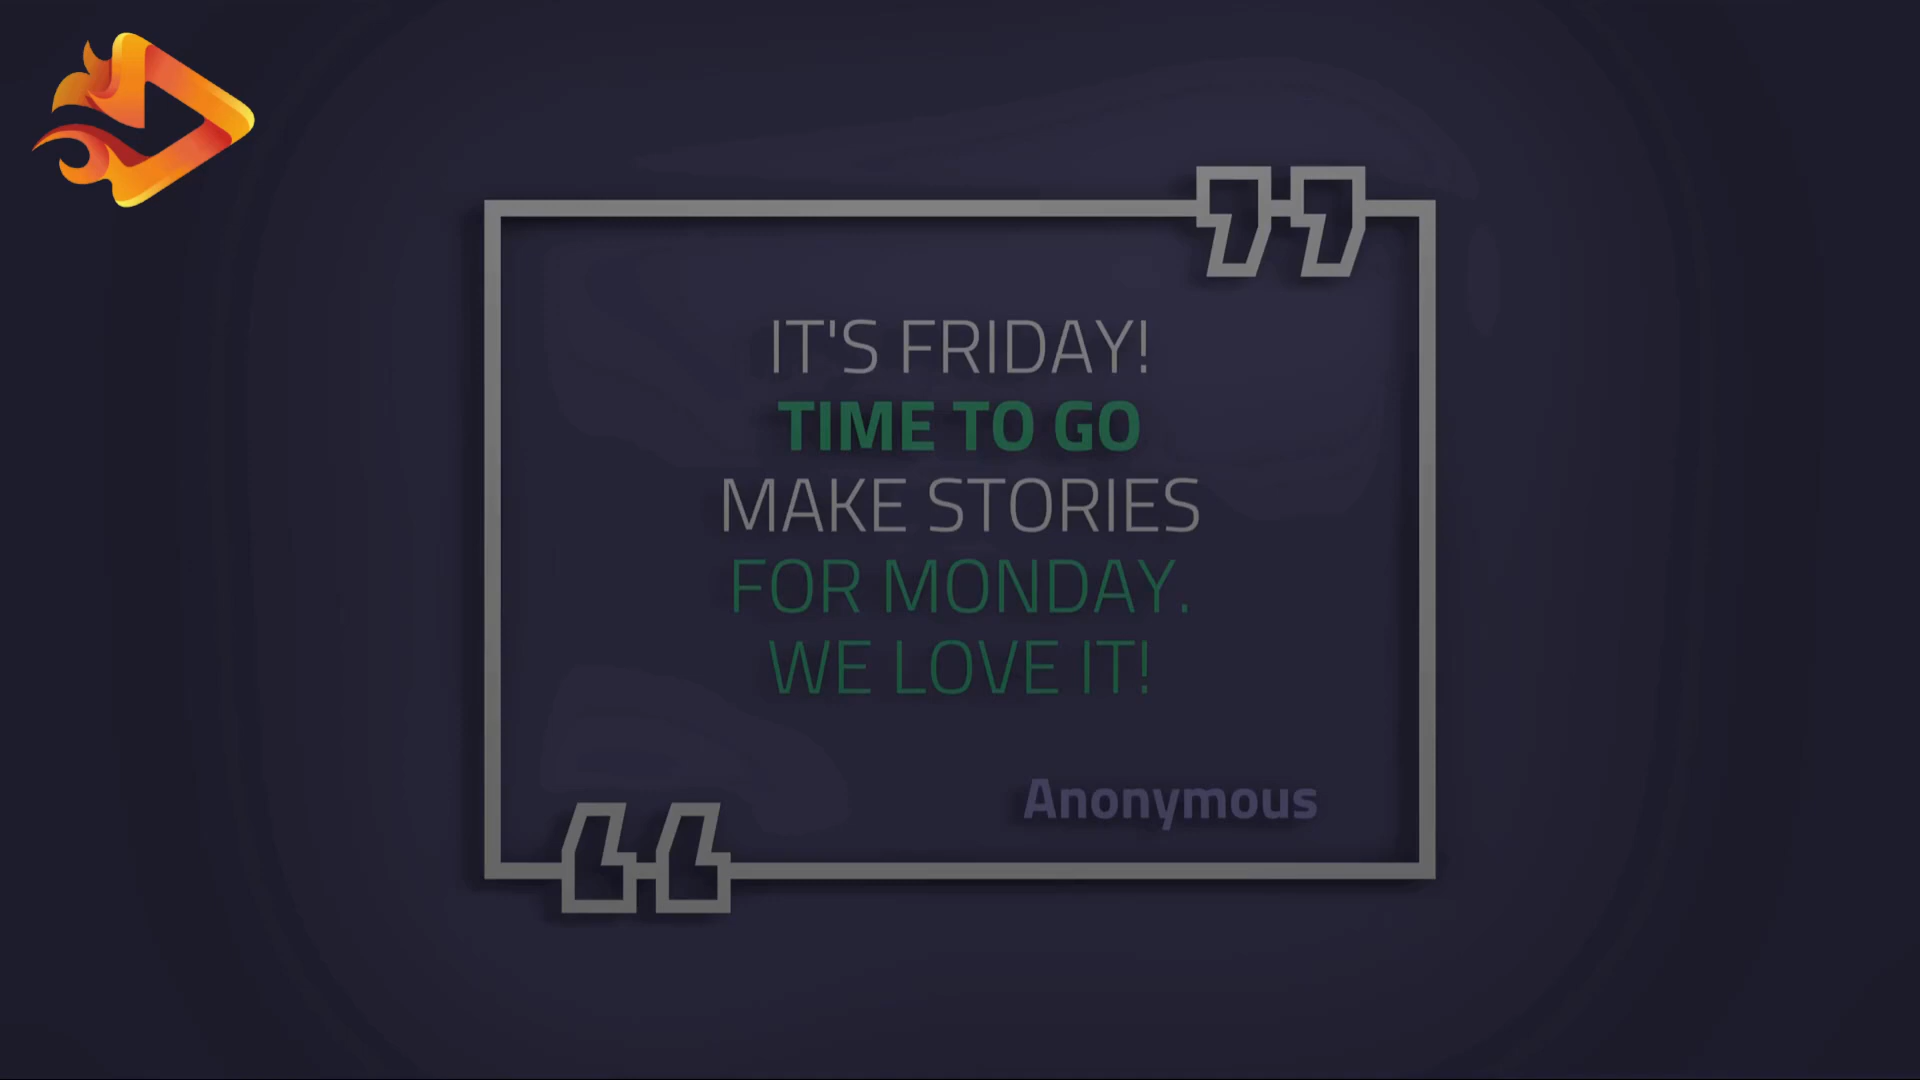 IT'S FRIDAY!
TIME TO GO
MAKE STORIES
FOR MONDAY.
WE LOVE IT!
Anonymous